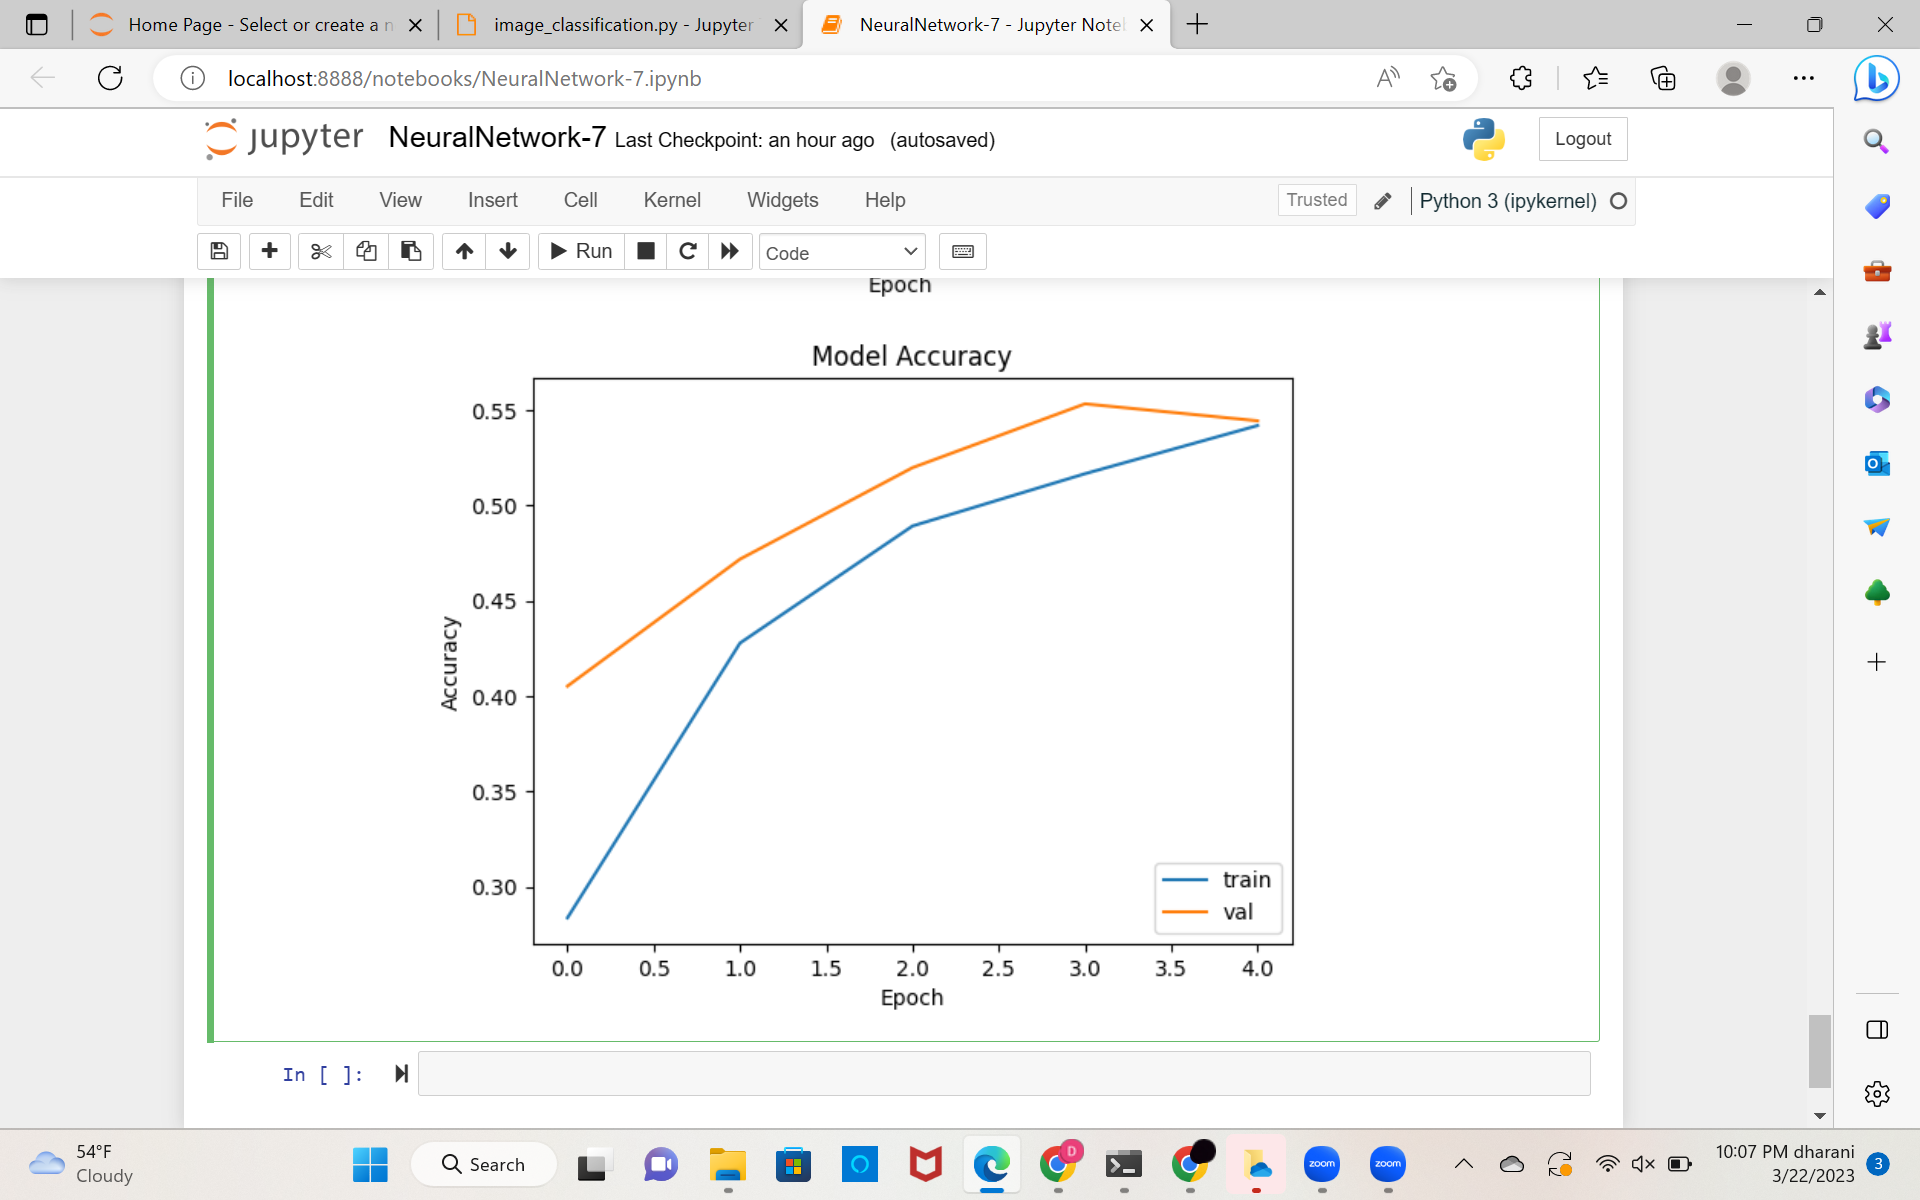 Home Page - Select or create a n
image_classification.py - Jupyter
NeuralNetwork-7 - Jupyter Note
localhost:8888/notebooks/NeuralNetwork-7.ipynb
jupyter NeuralNetwork-7 Last Checkpoint: an hour ago (autosaved)
Logout
File Edit View Insert Cell Kernel Widgets Help
Trusted
Python 3 (ipykernel)
Run
Code
Epoch
Model Accuracy
0.55
0.50
0.45
0.40
0.35
0.30
Accuracy
train
val
0.0 0.5 1.0 1.5 2.0 2.5 3.0 3.5 4.0
Epoch
In [ ]:
54°F
Cloudy
Search
D
zoom
zoom
10:07 PM dharani
3/22/2023
3